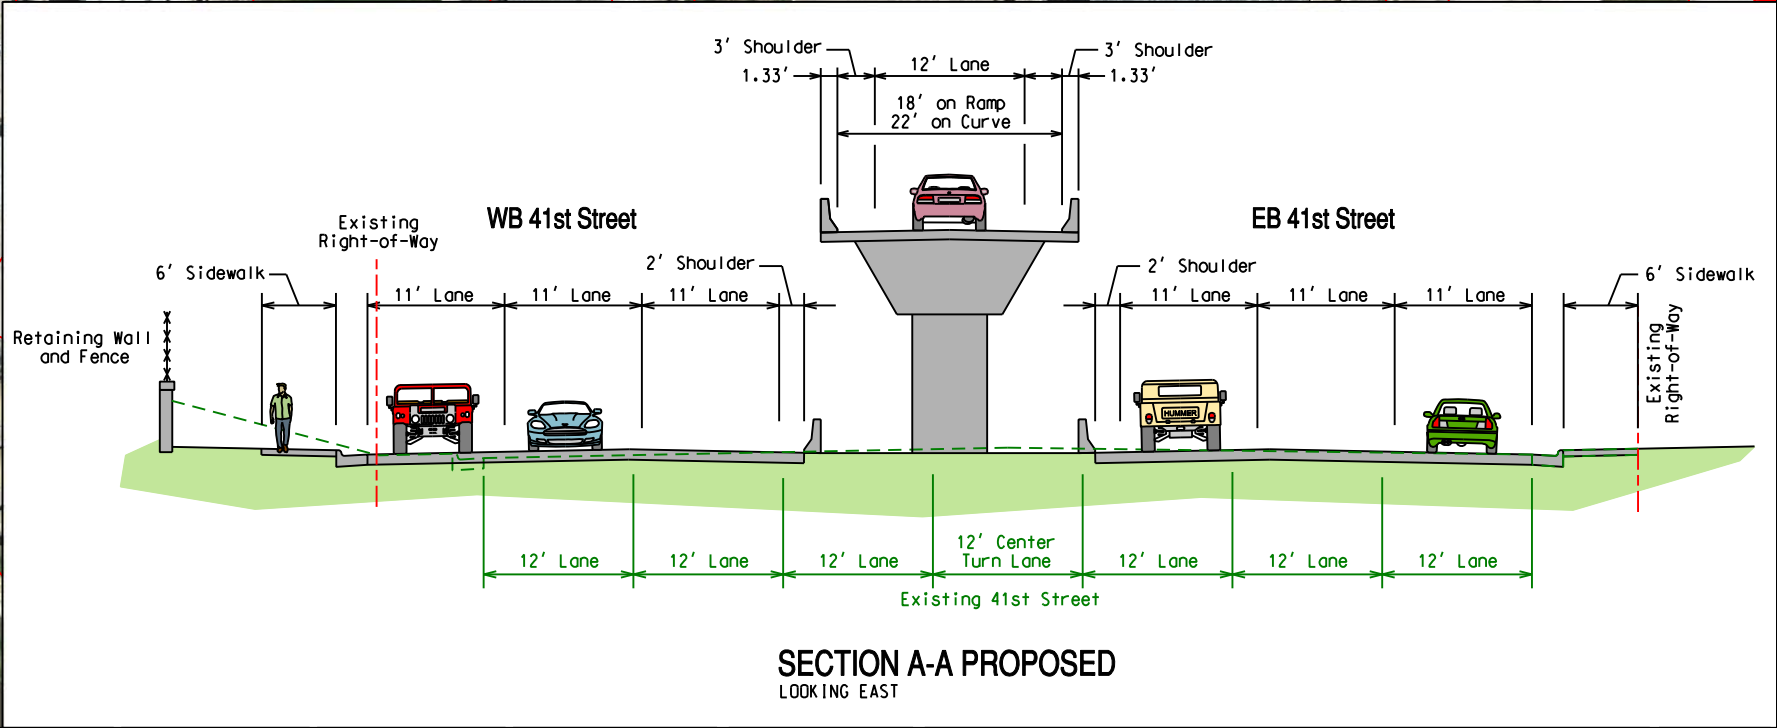 3' Shoulder
3' Shoulder
1.33'
12' Lane
1.33'
18' on Ramp
22' on Curve
WB 41st Street
EB 41st Street
Existing
Right-of-Way
6' Sidewalk
2' Shoulder
2' Shoulder
6' Sidewalk
11' Lane
11' Lane
11' Lane
11' Lane
11' Lane
11' Lane
Retaining Wall
and Fence
Existing
Right-of-Way
HUMMER
12' Lane
12' Lane
12' Lane
12' Center
Turn Lane
12' Lane
12' Lane
12' Lane
Existing 41st Street
SECTION A-A PROPOSED
LOOKING EAST